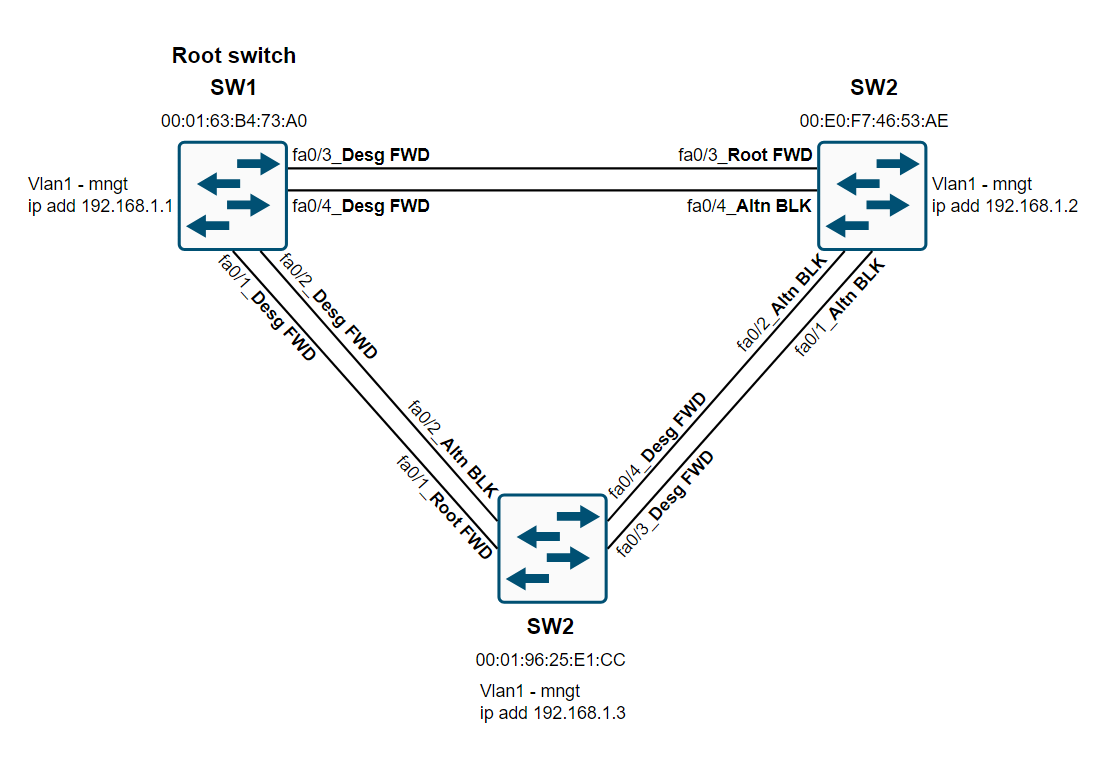 Root switch
SW1
00:01:63:B4:73:A0
SW2
00:E0:F7:46:53:AE
fa0/3_Desg FWD
fa0/3_Root FWD
Vlan1 - mngt
ip add 192.168.1.1
fa0/4_Desg FWD
fa0/4_Altn BLK
Vlan1 - mngt
ip add 192.168.1.2
fa0/1_Desg FWD
fa0/2_Desg FWD
fa0/2_Altn BLK
fa0/1_Altn BLK
fa0/2_Altn BLK
fa0/1_Root FWD
fa0/4_Desg FWD
fa0/3_Desg FWD
SW2
00:01:96:25:E1:CC
Vlan1 - mngt
ip add 192.168.1.3